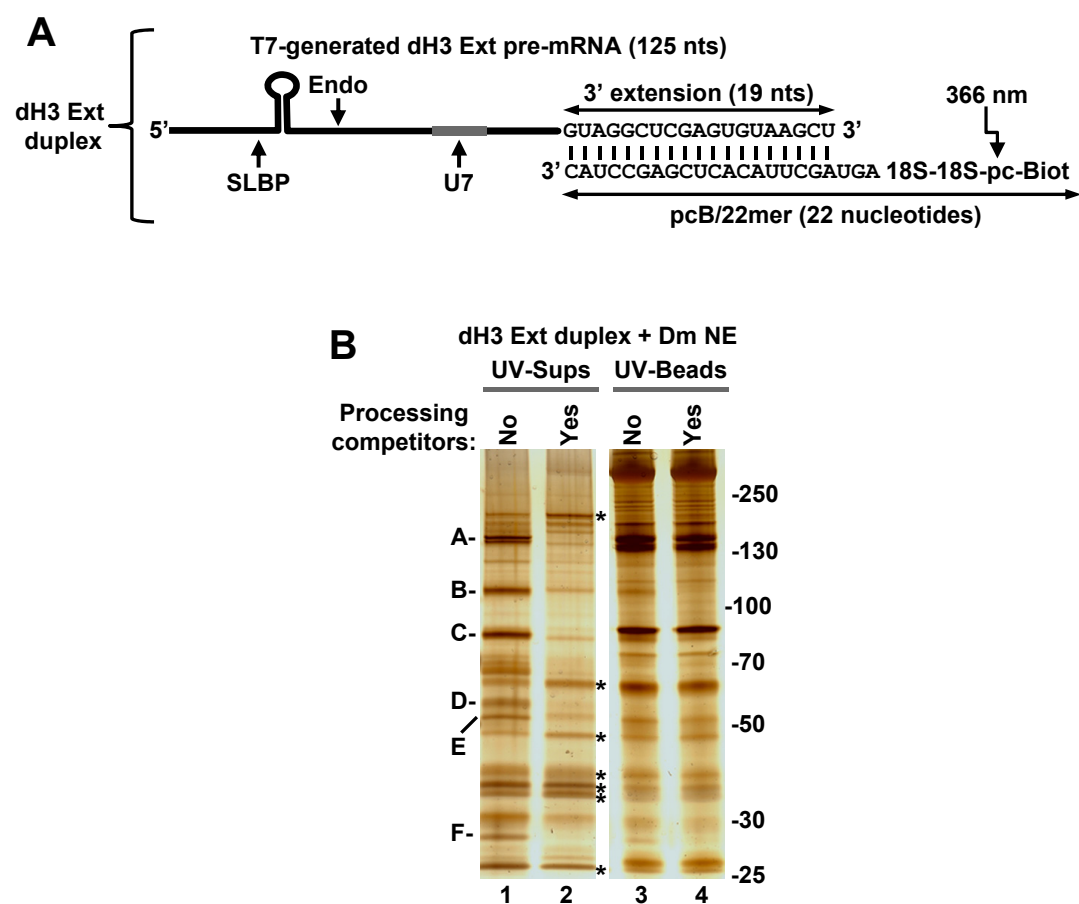 A
T7-generated dH3 Ext pre-mRNA (125 nts)
Endo
3’ extension (19 nts)
366 nm
dH3 Ext
duplex
5’
GUAGGCUCGAGUGUAAGCU 3’
SLBP
U7
3’ CAUCCGAGCUCACAUUCGAUGA 18S-18S-pc-Biot
pcB/22mer (22 nucleotides)
B
dH3 Ext duplex + Dm NE
UV-Sups UV-Beads
Processing
competitors:
No Yes No Yes
-250
*
A-
-130
B-
-100
C-
-70
*
D-
-50
E
*
*
*
*
-30
F-
*
-25
1 2 3 4